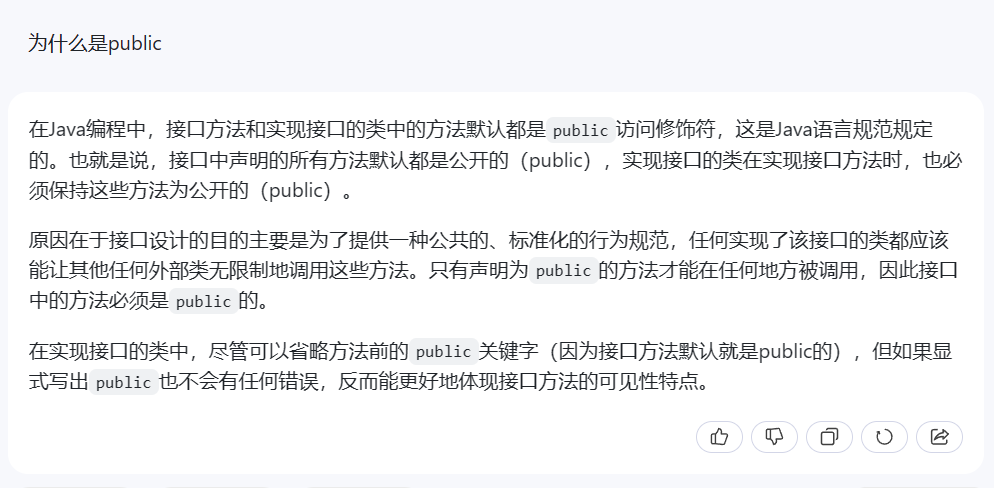 为什么是public
在Java编程中，接口方法和实现接口的类中的方法默认都是public访问修饰符，这是Java语言规范规定
的。也就是说，接口中声明的所有方法默认都是公开的（public），实现接口的类在实现接口方法时，也必
须保持这些方法为公开的（public）。
原因在于接口设计的目的主要是为了提供一种公共的、标准化的行为规范，任何实现了该接口的类都应该
能让其他任何外部类无限制地调用这些方法。只有声明为public的方法才能在任何地方被调用，因此接口
中的方法必须是public的。
在实现接口的类中，尽管可以省略方法前的public关键字（因为接口方法默认就是public的），但如果显
式写出public也不会有任何错误，反而能更好地体现接口方法的可见性特点。